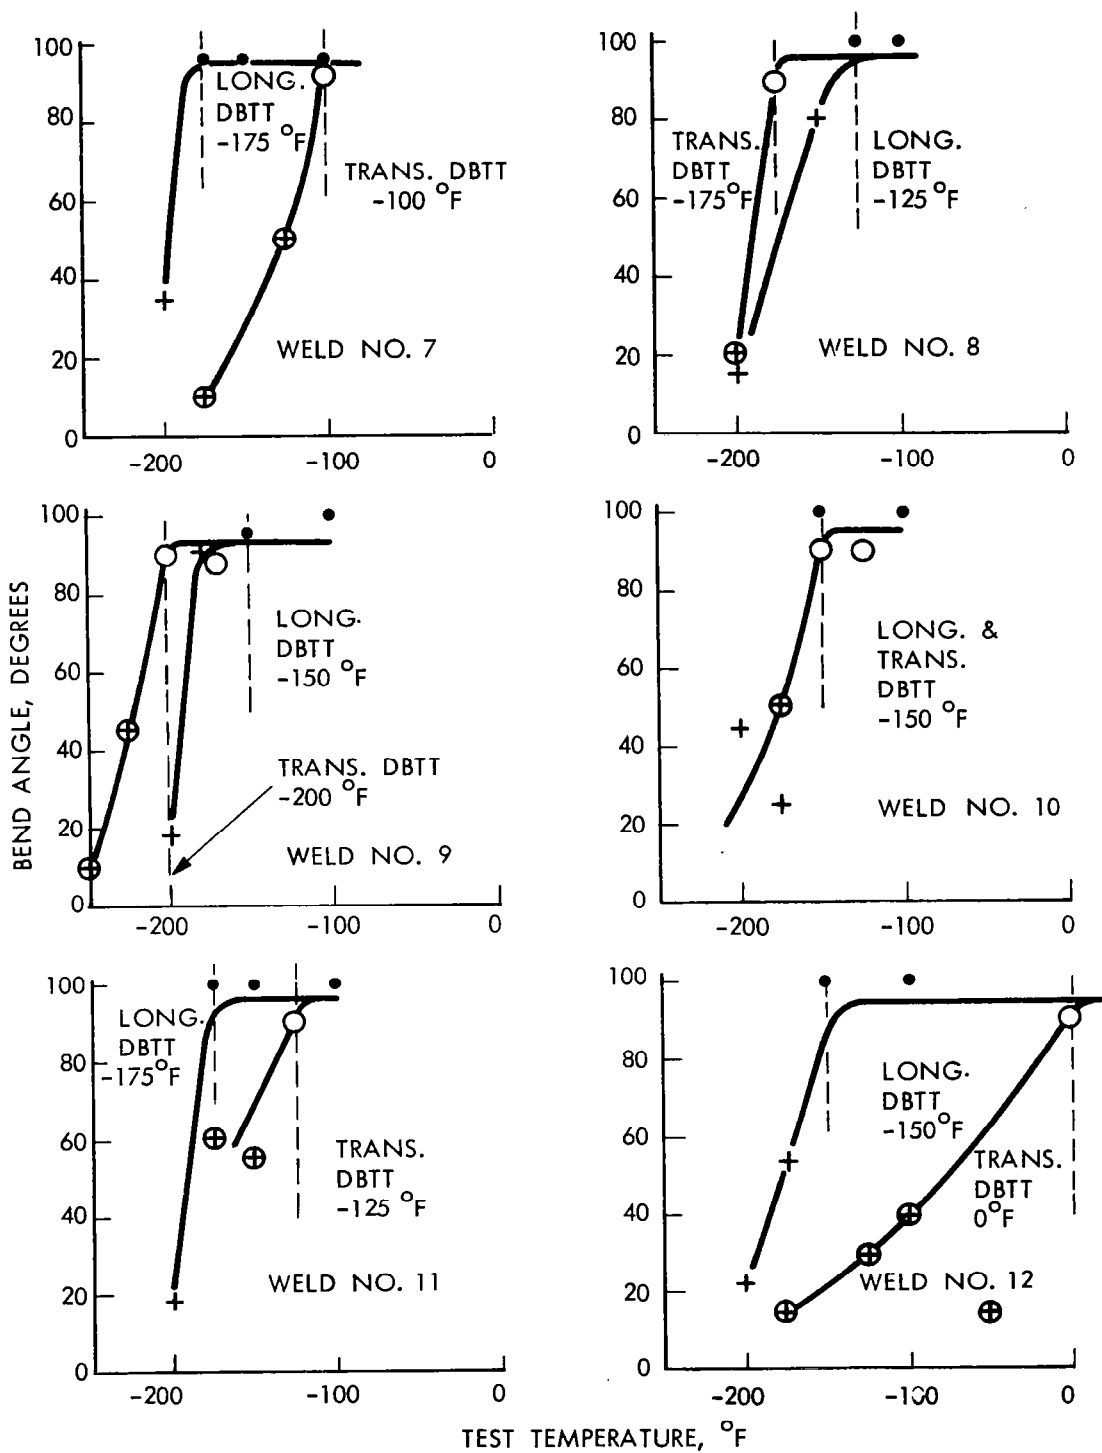 100
80
60
40
20
0
-200
-100
0
LONG.
DBTT
-175 °F
TRANS. DBTT
-100 °F
WELD NO. 7
100
80
60
40
20
0
-200
-100
0
TRANS.
DBTT
-175°F
LONG.
DBTT
-125 °F
WELD NO. 8
BEND ANGLE, DEGREES
100
80
60
40
20
0
-200
-100
0
LONG.
DBTT
-150 °F
TRANS. DBTT
-200 °F
WELD NO. 9
100
80
60
40
20
0
-200
-100
0
LONG. &
TRANS.
DBTT
-150 °F
WELD NO. 10
100
80
60
40
20
0
-200
-100
0
LONG.
DBTT
-175°F
TRANS.
DBTT
-125 °F
WELD NO. 11
100
80
60
40
20
0
-200
-100
0
LONG.
DBTT
-150°F
TRANS.
DBTT
0°F
WELD NO. 12
TEST TEMPERATURE, °F